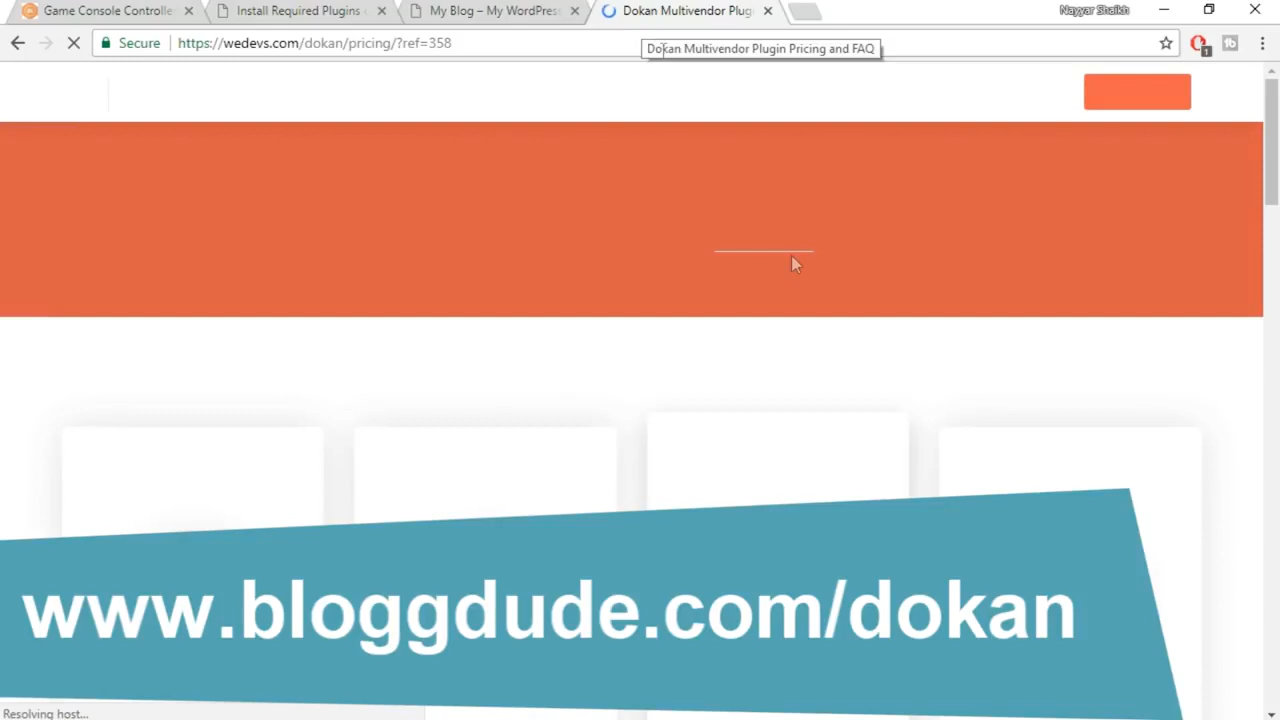 Game Console Controlle
Install Required Plugins
My Blog – My WordPres
Dokan Multivendor Plug
Nayyar Shaikh
Secure
https://wedevs.com/dokan/pricing/?ref=358
Dokan Multivendor Plugin Pricing and FAQ
1
www.bloggdude.com/dokan
Resolving host...